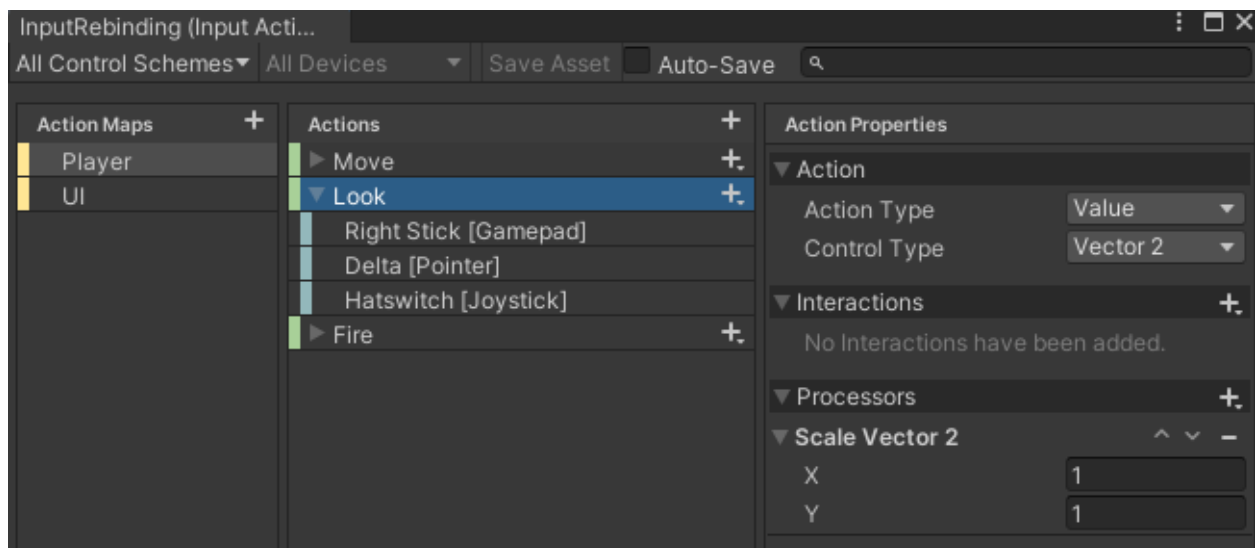 InputRebinding (Input Acti...
All Control Schemes All Devices Save Asset Auto-Save
Action Maps
Player
UI
Actions
Move
Look
Right Stick [Gamepad]
Delta [Pointer]
Hatswitch [Joystick]
Fire
Action Properties
Action
Action Type Value
Control Type Vector 2
Interactions
No Interactions have been added.
Processors
Scale Vector 2
X 1
Y 1